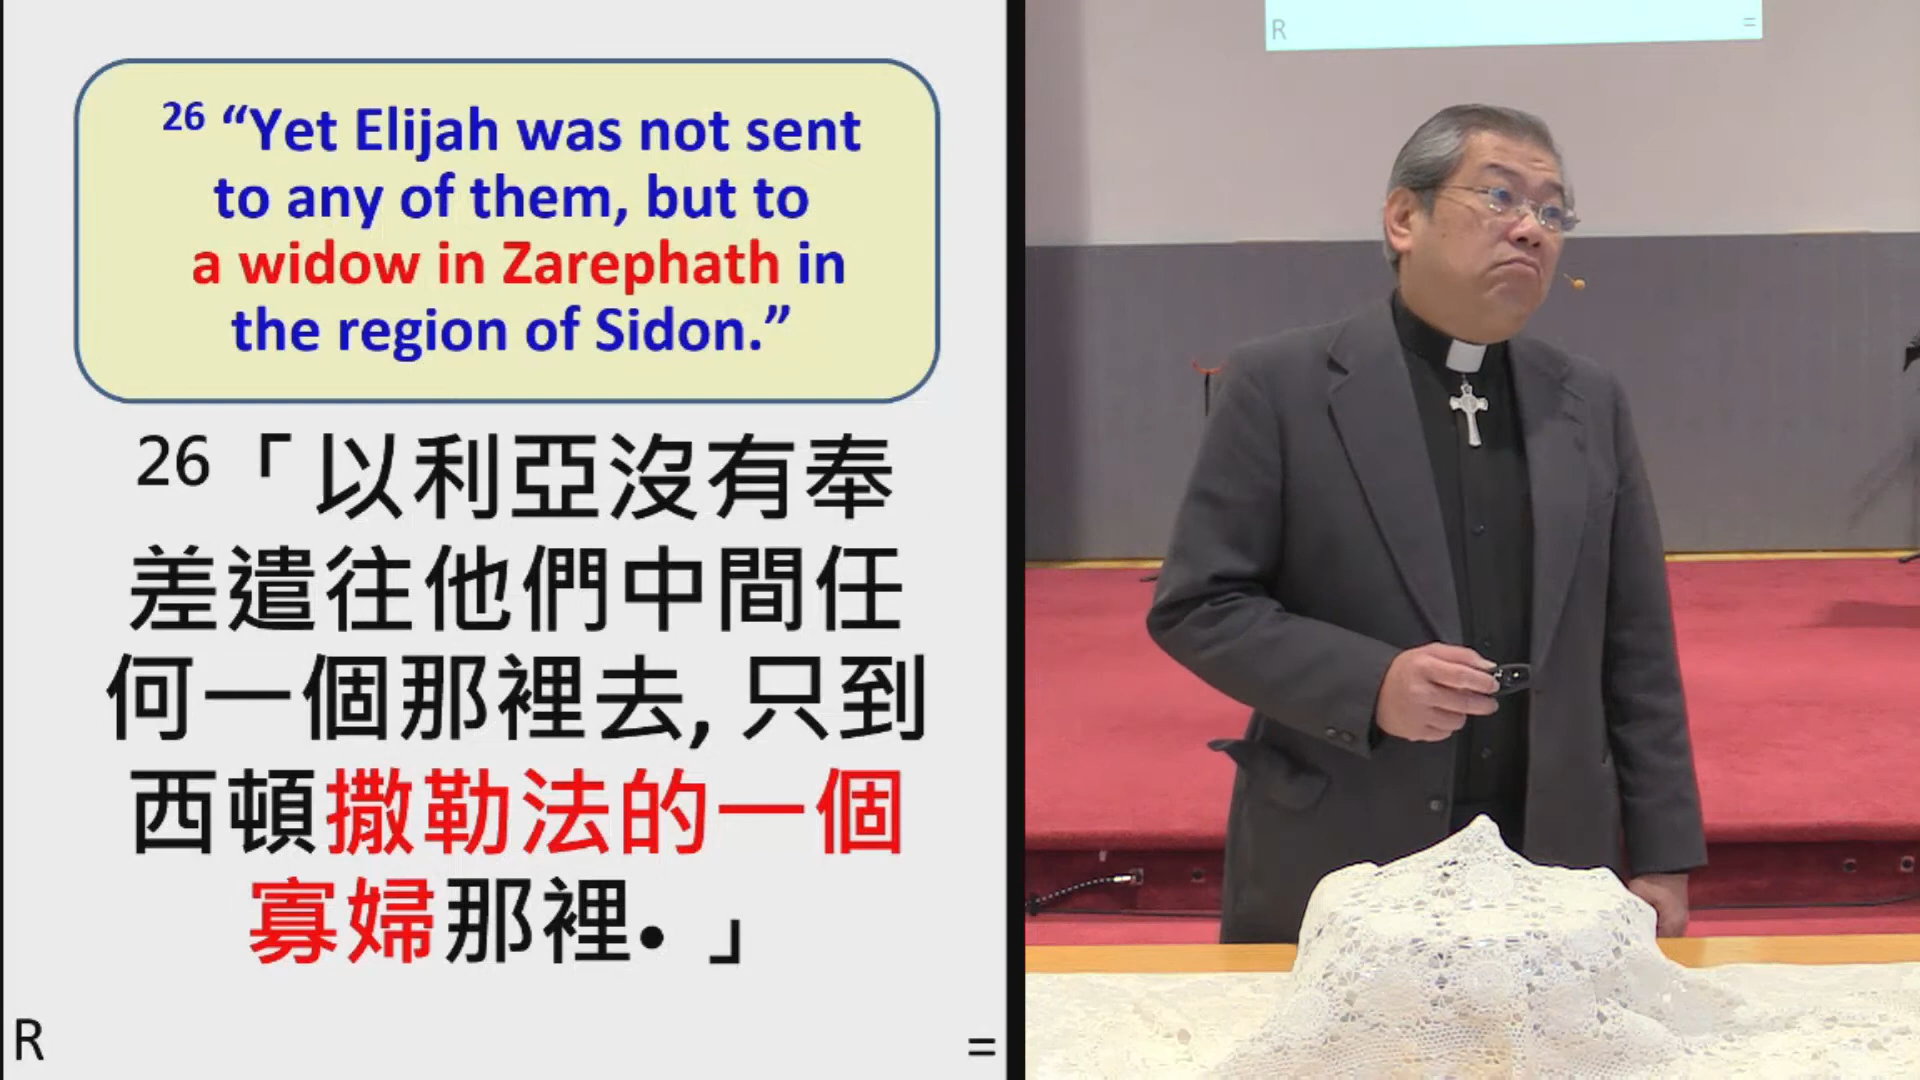 26 “Yet Elijah was not sent
to any of them, but to
a widow in Zarephath in
the region of Sidon.”
26「以利亞沒有奉
差遣往他們中間任
何一個那裡去, 只到
西頓撒勒法的一個
寡婦那裡• 」
R =
R =